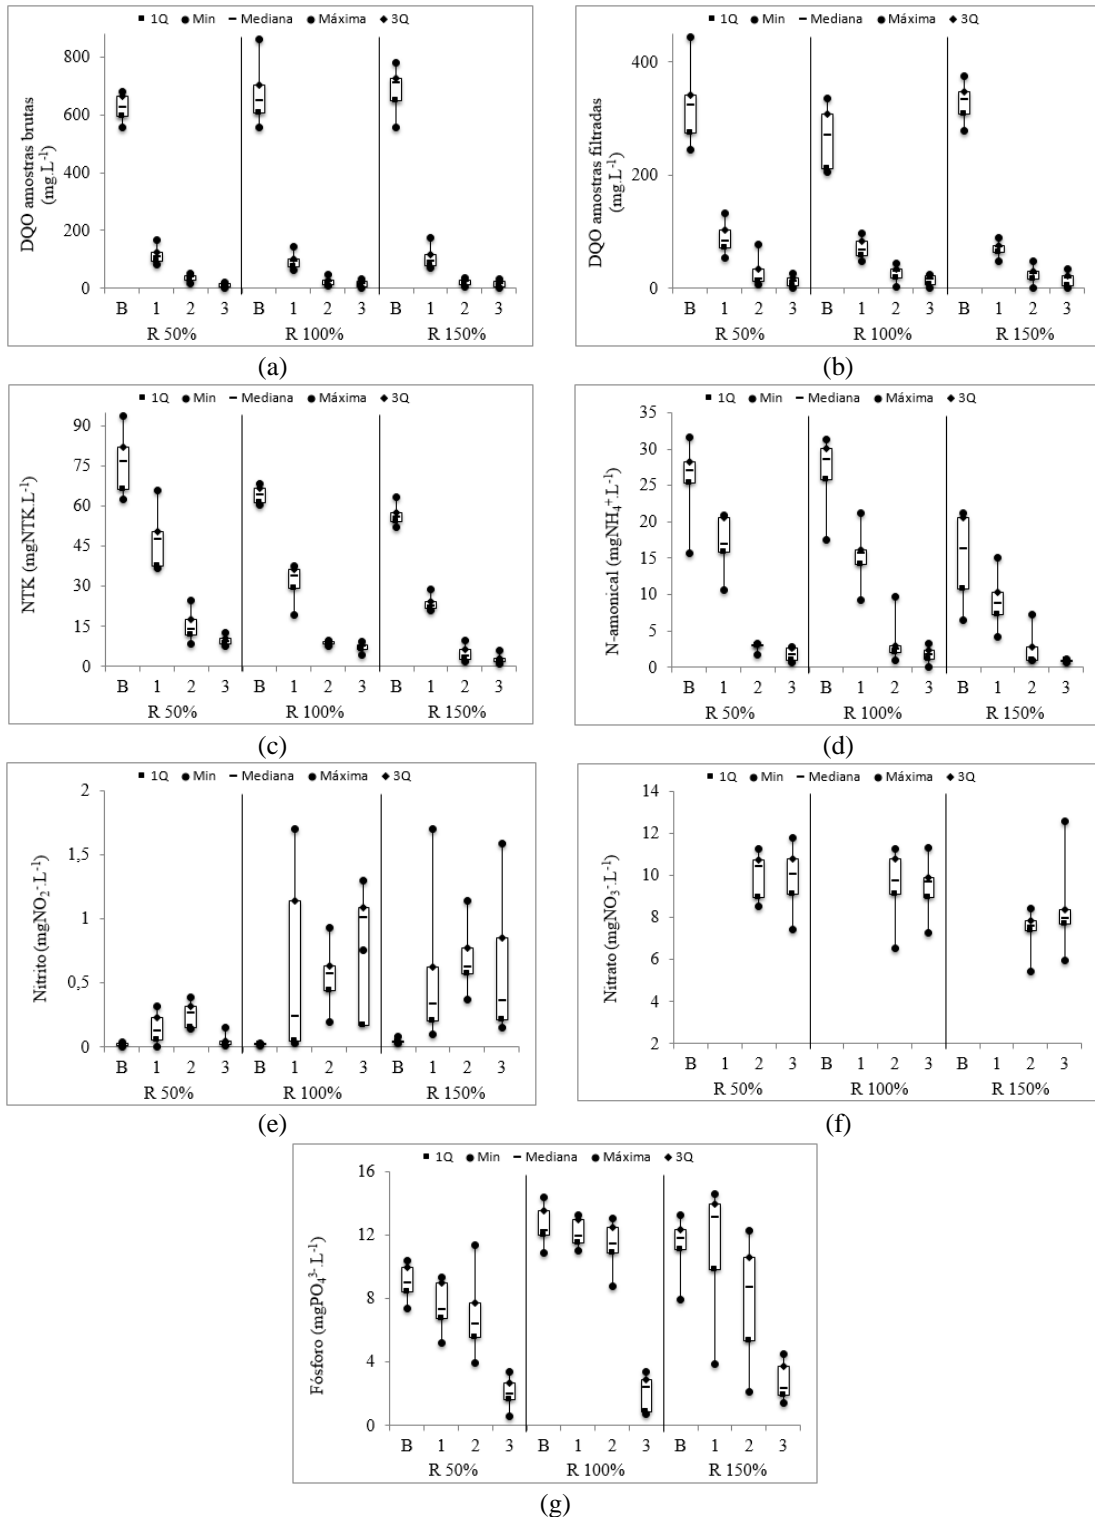 1Q Min Mediana Máxima 3Q
DQO amostras brutas (mg.L-1)
800
600
400
200
0
B 1 2 3 B 1 2 3 B 1 2 3
R 50% R 100% R 150%
(a)
1Q Min Mediana Máxima 3Q
DQO amostras filtradas (mg.L-1)
400
200
0
B 1 2 3 B 1 2 3 B 1 2 3
R 50% R 100% R 150%
(b)
1Q Min Mediana Máxima 3Q
NTK (mgNTK.L-1)
90
75
60
45
30
15
0
B 1 2 3 B 1 2 3 B 1 2 3
R 50% R 100% R 150%
(c)
1Q Min Mediana Máxima 3Q
N-amonical (mgNH4+.L-1)
35
30
25
20
15
10
5
0
B 1 2 3 B 1 2 3 B 1 2 3
R 50% R 100% R 150%
(d)
1Q Min Mediana Máxima 3Q
Nitrito (mgNO2-.L-1)
2
1,5
1
0,5
0
B 1 2 3 B 1 2 3 B 1 2 3
R 50% R 100% R 150%
(e)
1Q Min Mediana Máxima 3Q
Nitrato (mgNO3-.L-1)
14
12
10
8
6
4
2
B 1 2 3 B 1 2 3 B 1 2 3
R 50% R 100% R 150%
(f)
1Q Min Mediana Máxima 3Q
Fósforo (mgPO43-.L-1)
16
12
8
4
0
B 1 2 3 B 1 2 3 B 1 2 3
R 50% R 100% R 150%
(g)